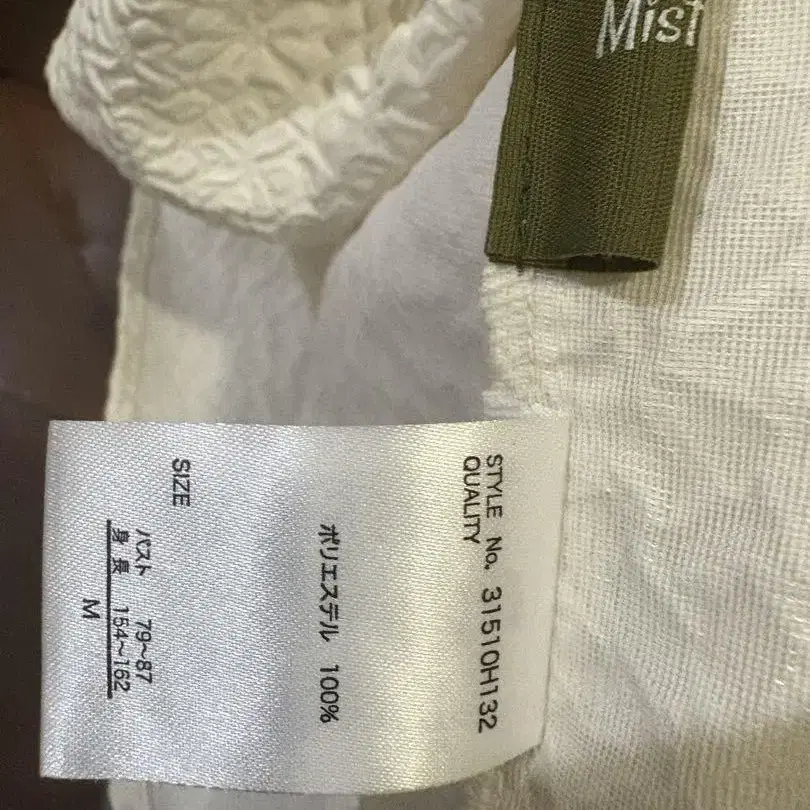 Mist
STYLE No. 31510H132
QUALITY
ポリエステル 100%
SIZE
バスト 79~87
身長 154~162
M